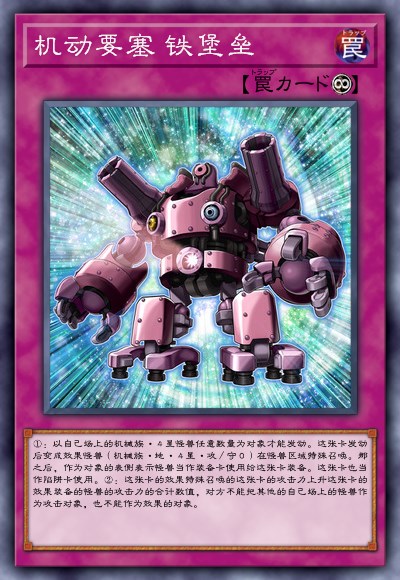 机动要塞 铁堡垒
トラップ
罠
トラップ
【罠カード】
①：以自己场上的机械族・4星怪兽任意数量为对象才能发动。这张卡发动
后变成效果怪兽（机械族・地・4星・攻/守0）在怪兽区域特殊召唤。那
之后，作为对象的表侧表示怪兽当作装备卡使用给这张卡装备。这张卡也当
作陷阱卡使用。②：这张卡的效果特殊召唤的这张卡的攻击力上升这张卡的
效果装备的怪兽的攻击力的合计数值，对方不能把其他的自己场上的怪兽作
为攻击对象，也不能作为效果的对象。